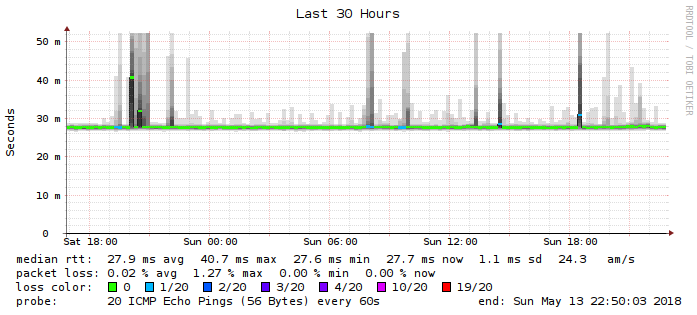 Last 30 Hours
RRDTOOL / TOBI OETIKER
Seconds
50 m
40 m
30 m
20 m
10 m
0
Sat 18:00 Sun 00:00 Sun 06:00 Sun 12:00 Sun 18:00
median rtt: 27.9 ms avg 40.7 ms max 27.6 ms min 27.7 ms now 1.1 ms sd 24.3 am/s
packet loss: 0.02 % avg 1.27 % max 0.00 % min 0.00 % now
loss color: 0 1/20 2/20 3/20 4/20 10/20 19/20
probe: 20 ICMP Echo Pings (56 Bytes) every 60s end: Sun May 13 22:50:03 2018